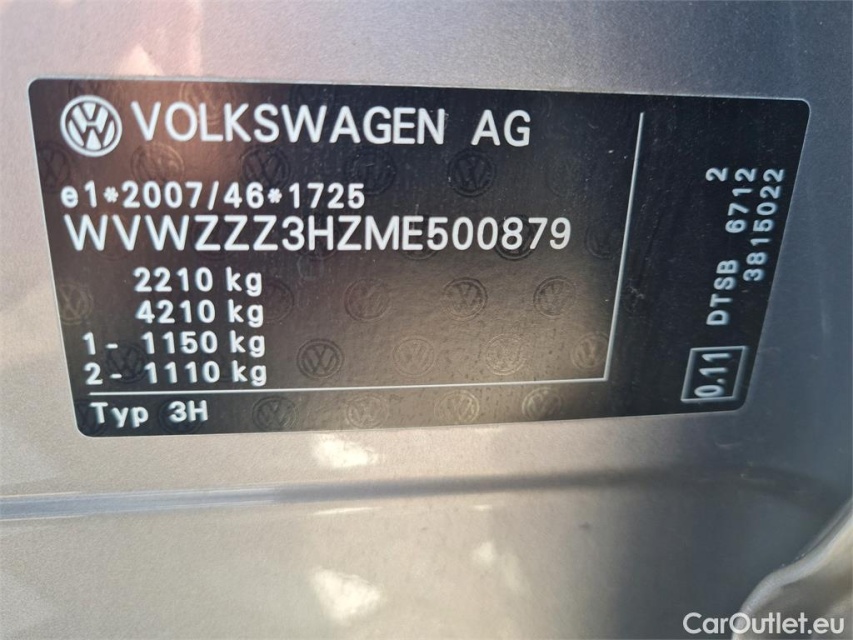 VOLKSWAGEN AG
e1*2007/46*1725
WVWZZZ3HZME500879
2210 kg
4210 kg
1- 1150 kg
2- 1110 kg
Typ 3H
2
DTSB 6712
3815022
0.11
CarOutlet.eu